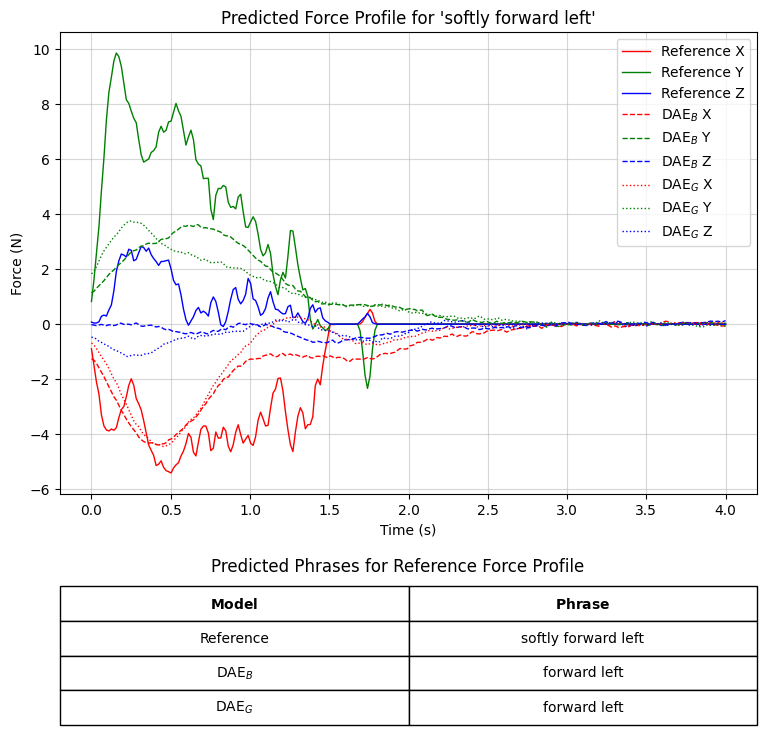 Predicted Force Profile for 'softly forward left'
Force (N)
10
8
6
4
2
0
−2
−4
−6
Reference X
Reference Y
Reference Z
DAE_B X
DAE_B Y
DAE_B Z
DAE_G X
DAE_G Y
DAE_G Z
0.0 0.5 1.0 1.5 2.0 2.5 3.0 3.5 4.0
Time (s)
Predicted Phrases for Reference Force Profile
Model Phrase
Reference softly forward left
DAE_B forward left
DAE_G forward left